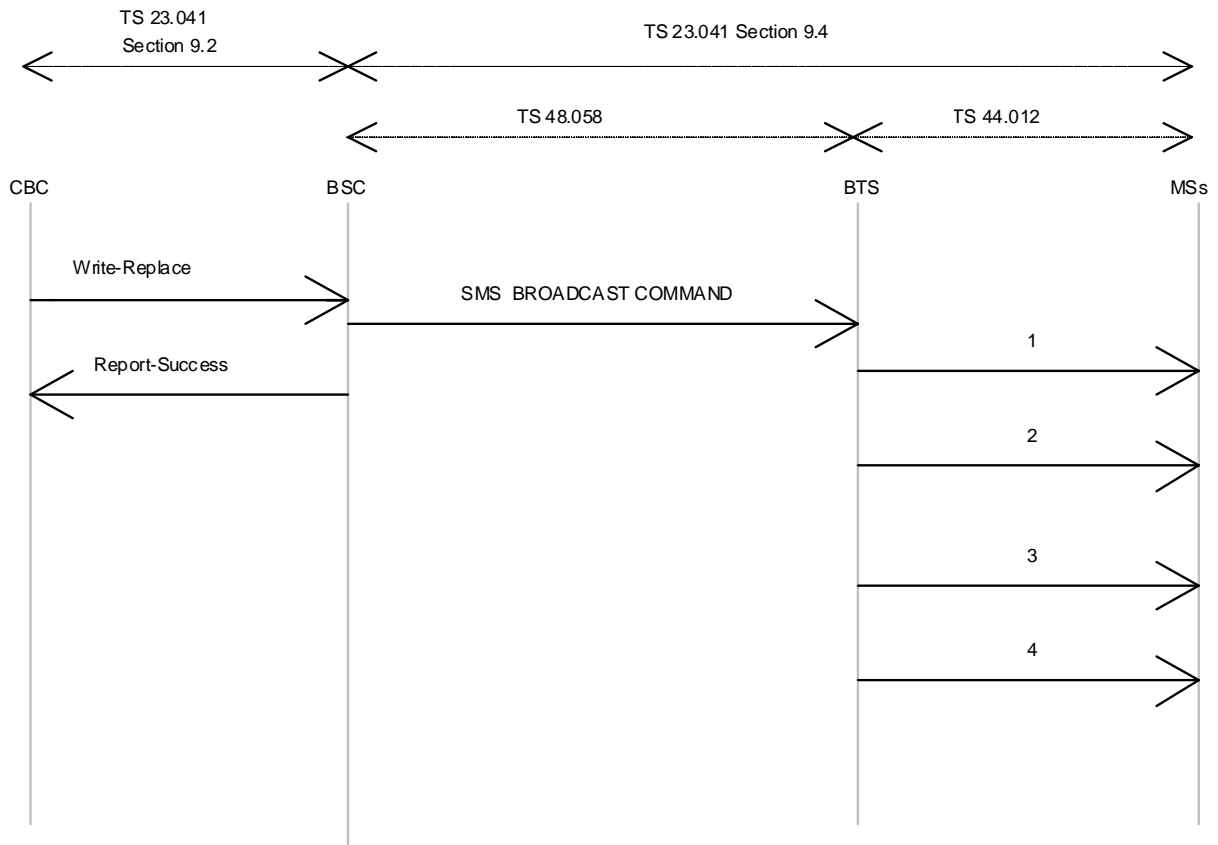 TS 23.041
Section 9.2
TS 23.041 Section 9.4
TS 48.058
TS 44.012
CBC
BSC
BTS
MSs
Write-Replace
SMS BROADCAST COMMAND
1
Report-Success
2
3
4